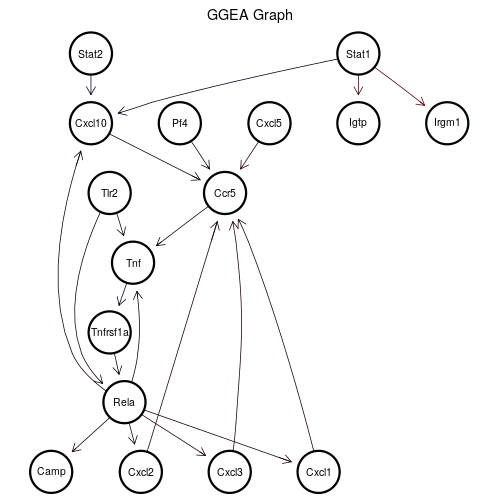 GGEA Graph
Stat2
Stat1
Cxcl10
Pf4
Cxcl5
Igtp
Irgm1
Tlr2
Ccr5
Tnf
Tnfrsf1a
Rela
Camp
Cxcl2
Cxcl3
Cxcl1